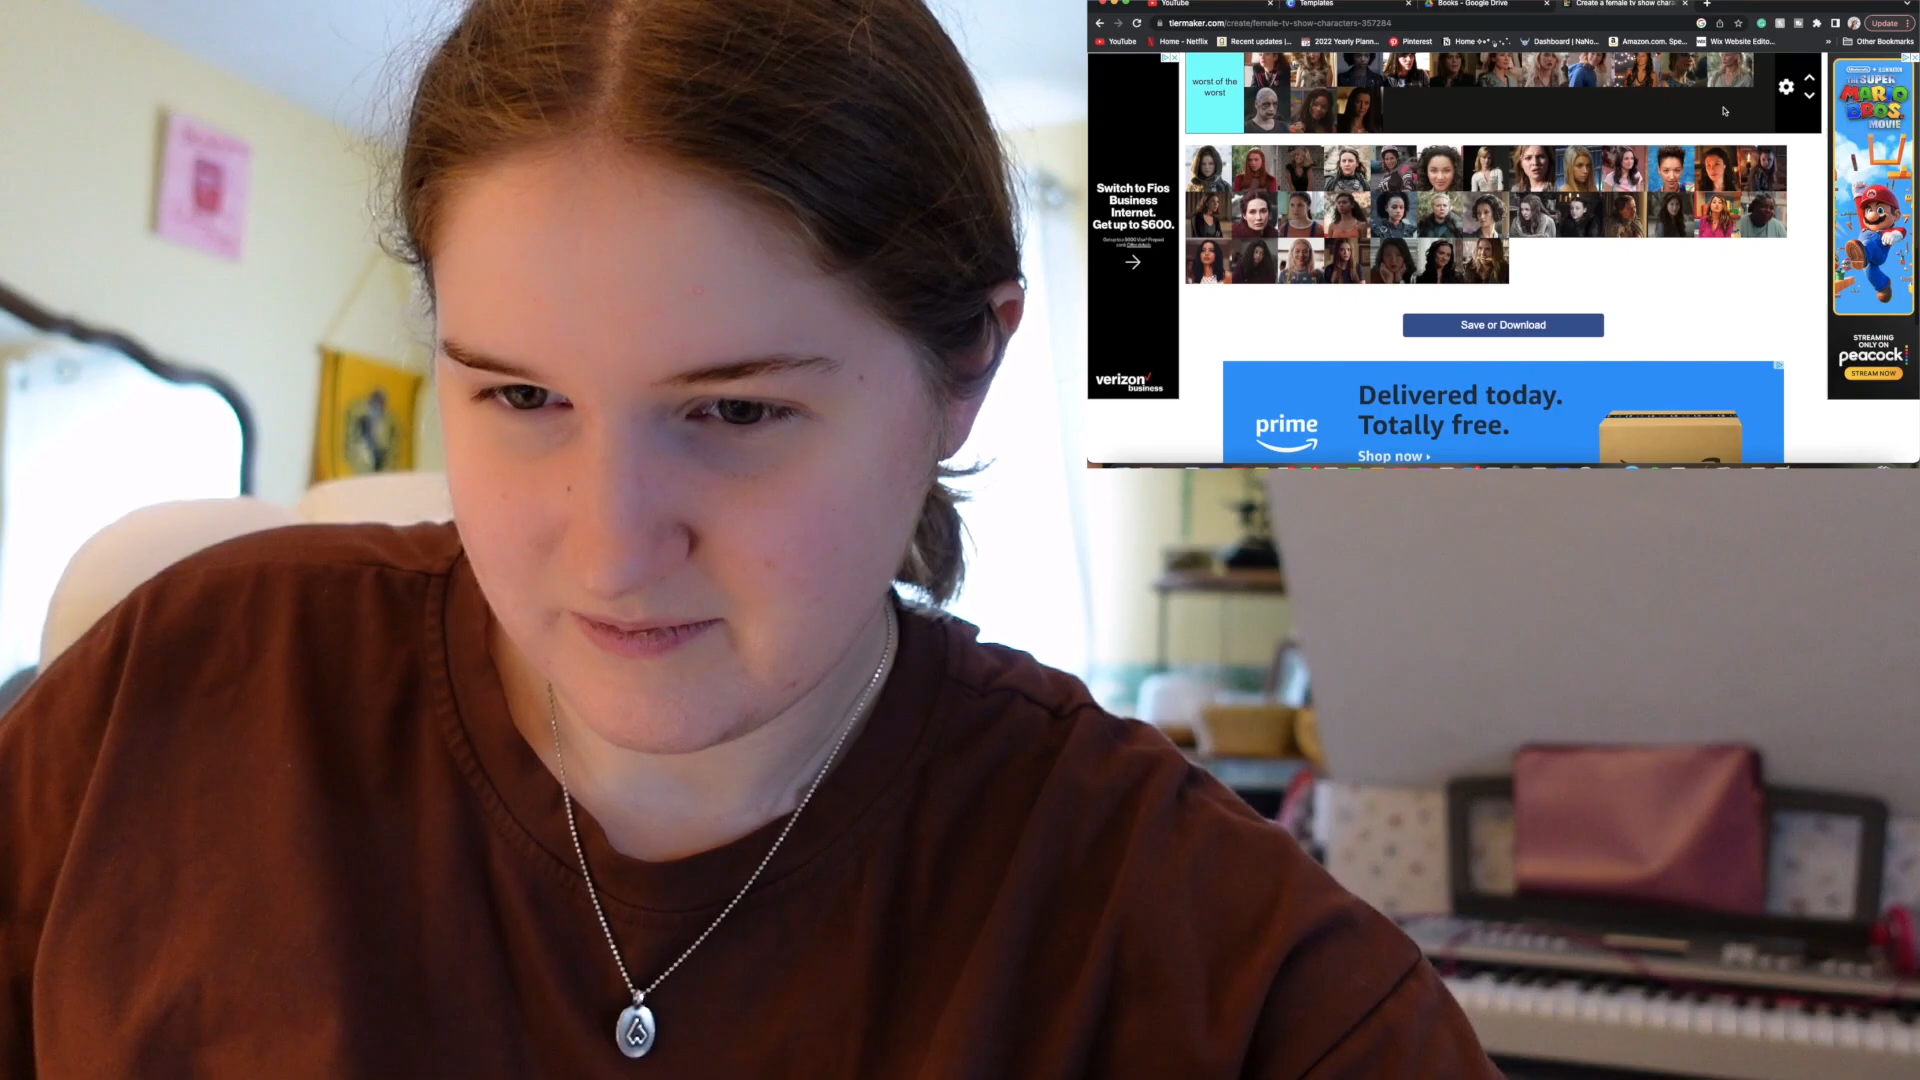 YouTube
Templates
Books - Google Drive
Create a female tv show chara
tiermaker.com/create/female-tv-show-characters-357284
Update
YouTube
Home - Netflix
Recent updates |...
2022 Yearly Plann...
Pinterest
Dashboard | NaNo...
Amazon.com. Spe...
Wix Website Edito...
Other Bookmarks
worst of the
worst
Switch to Fios
Business
Internet.
Get up to $600.
verizon
business
Save or Download
prime
Delivered today.
Totally free.
Shop now
THE SUPER
MARIO
BROS.
MOVIE
STREAMING
ONLY ON
peacock
STREAM NOW